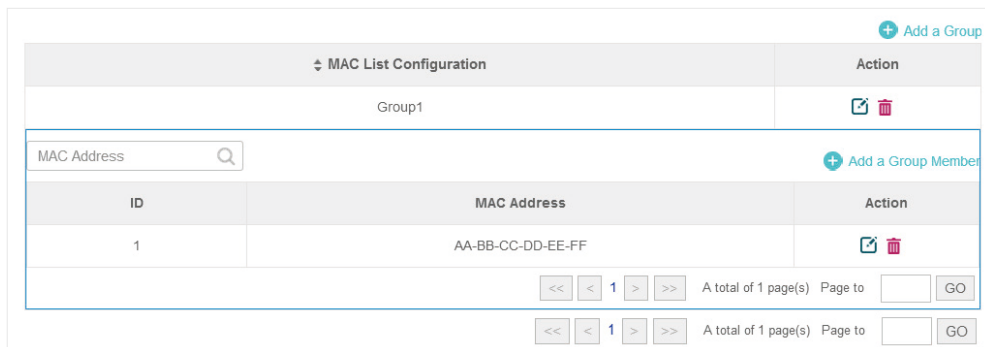 Add a Group
MAC List Configuration Action
Group1
MAC Address
Add a Group Member
ID MAC Address Action
1 AA-BB-CC-DD-EE-FF
<< < 1 > >> A total of 1 page(s) Page to GO
<< < 1 > >> A total of 1 page(s) Page to GO